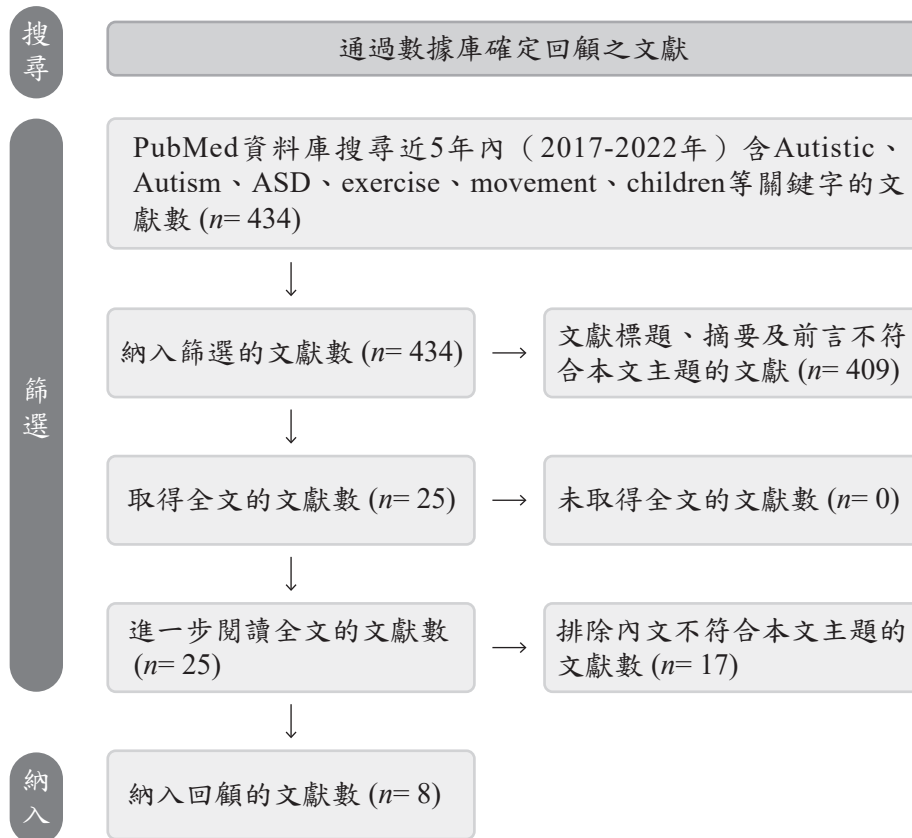 搜尋
通過數據庫確定回顧之文獻
篩選
PubMed資料庫搜尋近5年內（2017-2022年）含Autistic、
Autism、ASD、exercise、movement、children等關鍵字的文
獻數 (n= 434)
納入篩選的文獻數 (n= 434)
文獻標題、摘要及前言不符
合本文主題的文獻 (n= 409)
取得全文的文獻數 (n= 25)
未取得全文的文獻數 (n= 0)
進一步閱讀全文的文獻數
(n= 25)
排除內文不符合本文主題的
文獻數 (n= 17)
納入
納入回顧的文獻數 (n= 8)